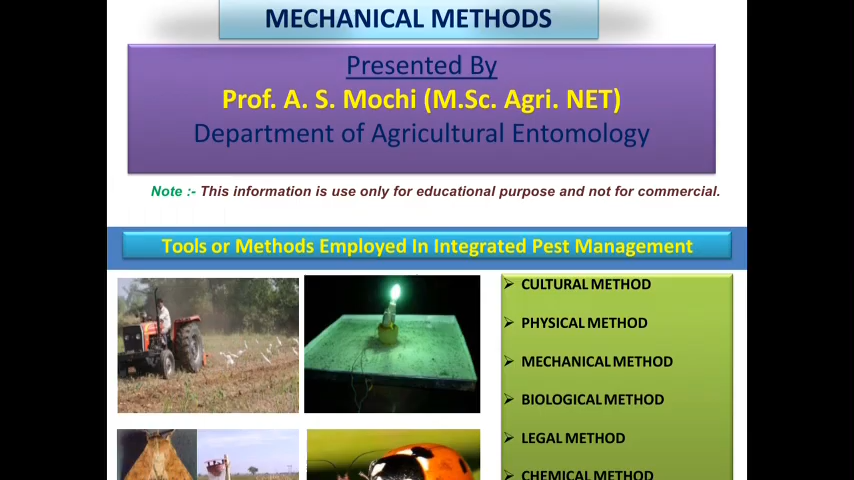 MECHANICAL METHODS
Presented By
Prof. A. S. Mochi (M.Sc. Agri. NET)
Department of Agricultural Entomology
Note :- This information is use only for educational purpose and not for commercial.
Tools or Methods Employed In Integrated Pest Management
➢ CULTURAL METHOD
➢ PHYSICAL METHOD
➢ MECHANICAL METHOD
➢ BIOLOGICAL METHOD
➢ LEGAL METHOD
➢ CHEMICAL METHOD